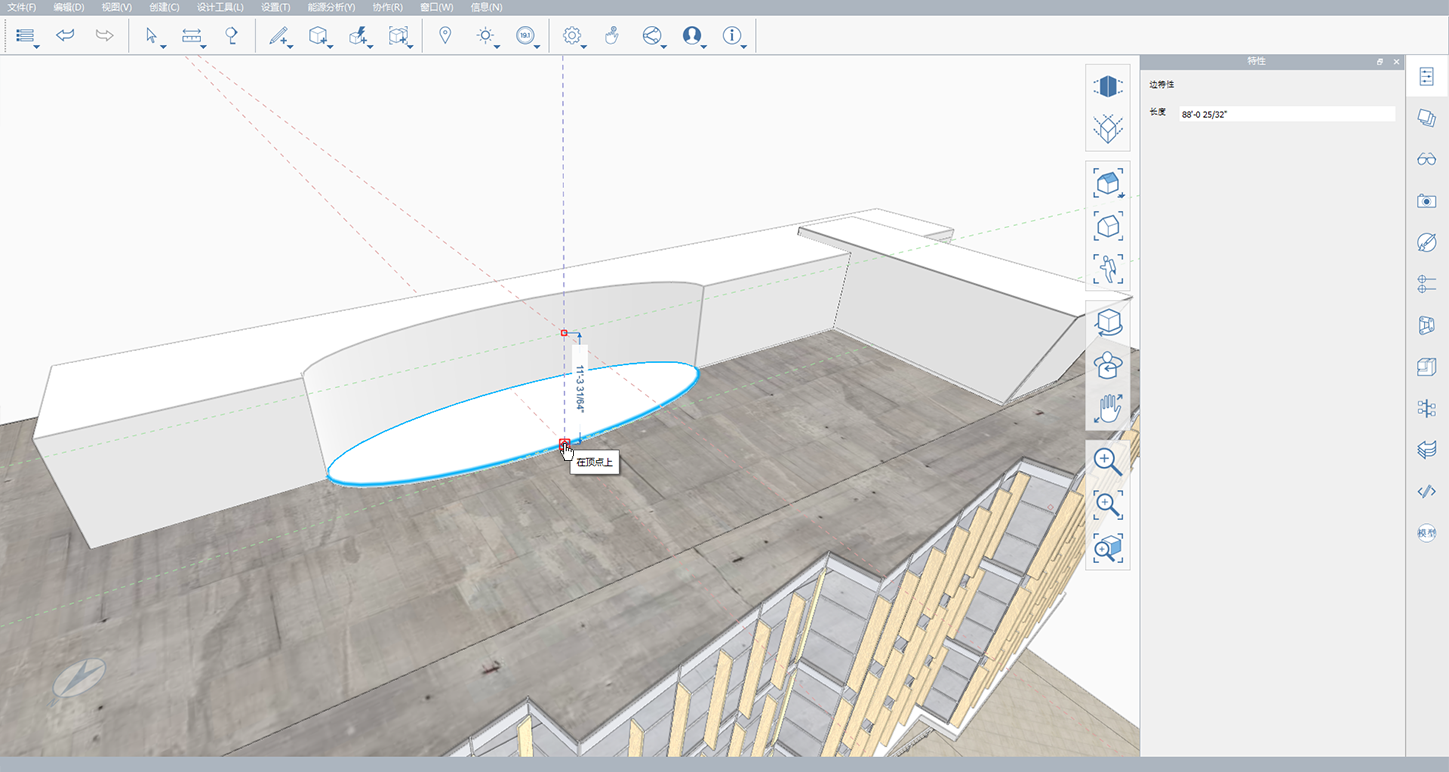 文件(F) 编辑(D) 视图(V) 创建(C) 设计工具(L) 设置(T) 能源分析(Y) 协作(R) 窗口(W) 信息(N)
19.1
特性
边特性
长度 88'-0 25/32"
11'-3 31/64"
在顶点上
模型